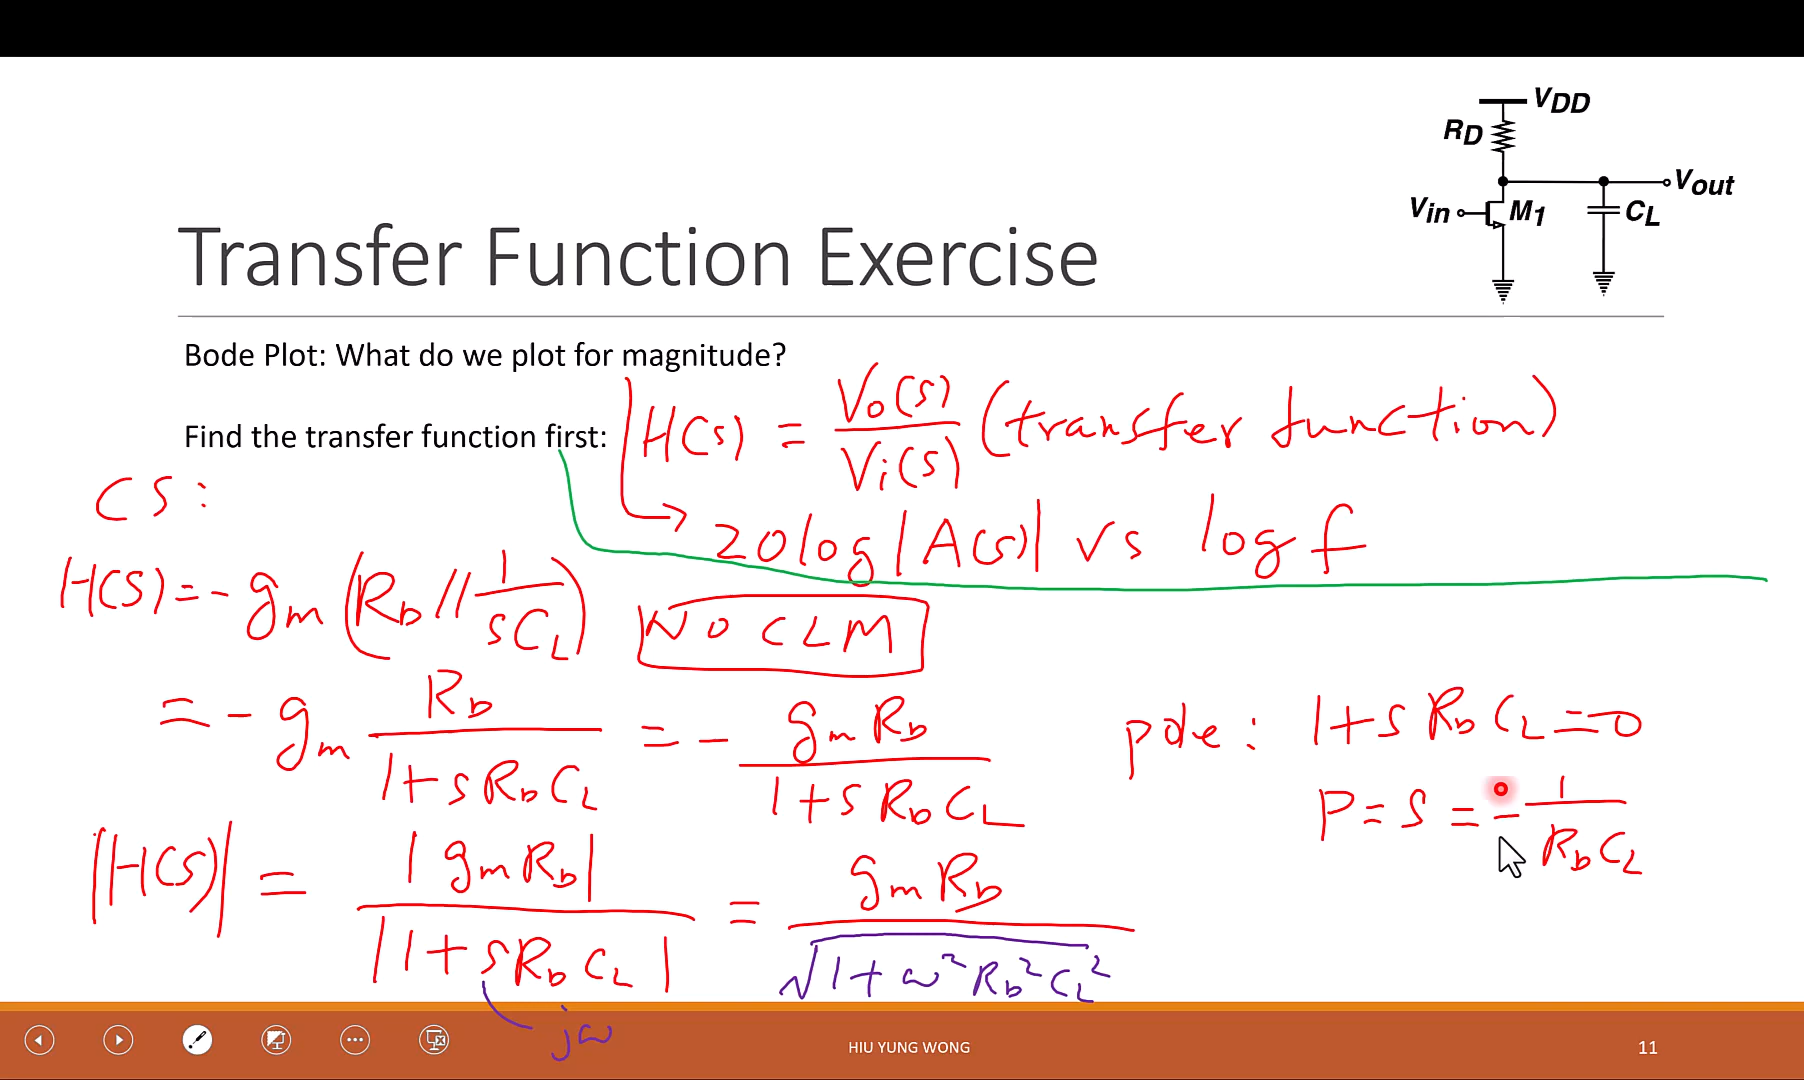 VDD
RD
Vout
Vin M1 CL
Transfer Function Exercise
Bode Plot: What do we plot for magnitude?
Find the transfer function first: H(s) = Vo(s) / Vi(s) (transfer function)
20 log |A(s)| vs log f
CS:
H(s) = - gm (RD // 1 / sCL) NO CLM
= - gm RD / 1+sRDCL = - gmRD / 1+sRDCL
pole: 1+sRDCL = 0
P = s = - 1 / RDCL
|H(s)| = |gmRD| / |1+sRDCL| = gmRD / √1+ω²RD²CL²
jω
HIU YUNG WONG
11